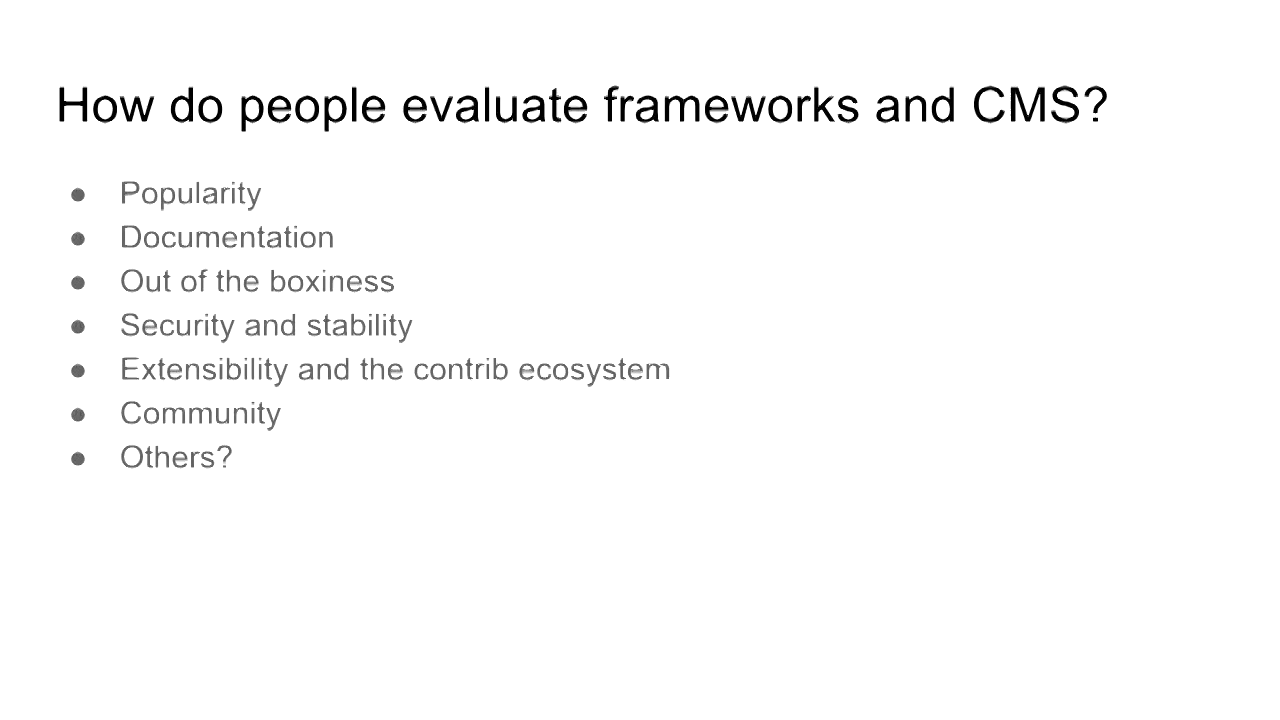 How do people evaluate frameworks and CMS?
● Popularity
● Documentation
● Out of the boxiness
● Security and stability
● Extensibility and the contrib ecosystem
● Community
● Others?